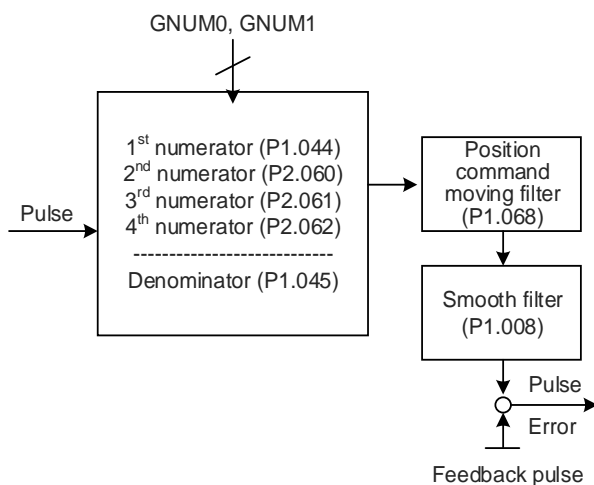 GNUM0, GNUM1
1st numerator (P1.044)
2nd numerator (P2.060)
3rd numerator (P2.061)
4th numerator (P2.062)
-----------------------------
Denominator (P1.045)
Pulse
Position
command
moving filter
(P1.068)
Smooth filter
(P1.008)
Pulse
Error
Feedback pulse